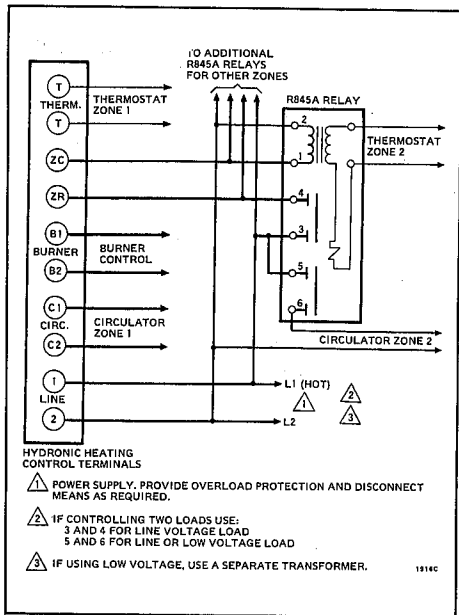 TO ADDITIONAL
R845A RELAYS
FOR OTHER ZONES
R845A RELAY
T
THERM.
T
THERMOSTAT
ZONE 1
ZC
ZR
B1
BURNER
B2
BURNER
CONTROL
C1
CIRC.
C2
CIRCULATOR
ZONE 1
1
LINE
2
2
1
4
3
5
6
THERMOSTAT
ZONE 2
CIRCULATOR ZONE 2
L1 (HOT)
1
2
3
L2
HYDRONIC HEATING
CONTROL TERMINALS
1 POWER SUPPLY. PROVIDE OVERLOAD PROTECTION AND DISCONNECT
MEANS AS REQUIRED.
2 IF CONTROLLING TWO LOADS USE:
3 AND 4 FOR LINE VOLTAGE LOAD
5 AND 6 FOR LINE OR LOW VOLTAGE LOAD
3 IF USING LOW VOLTAGE, USE A SEPARATE TRANSFORMER.
1916C